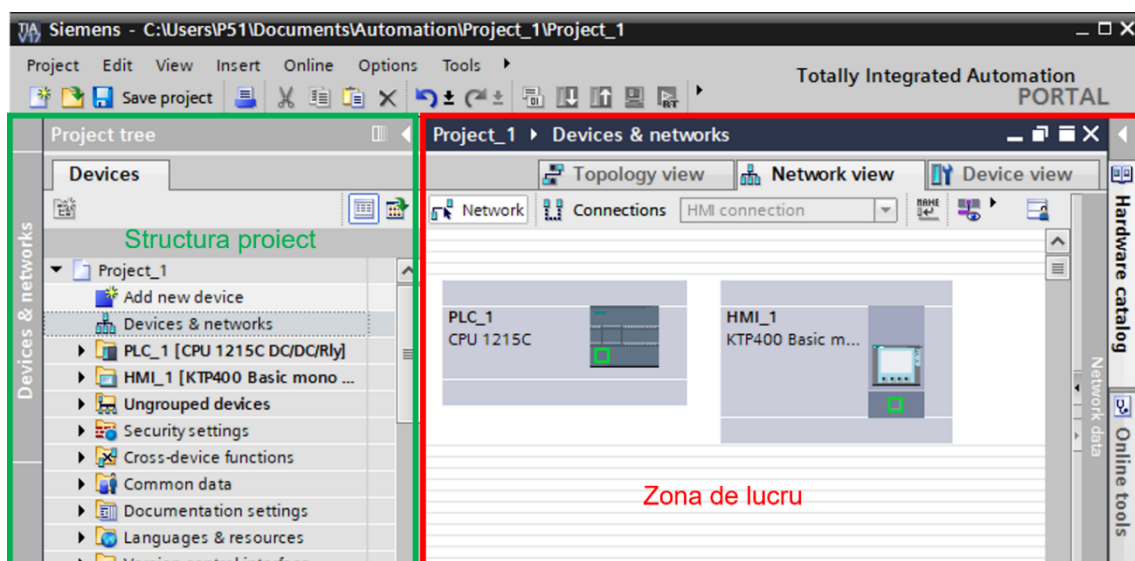 Siemens - C:\Users\P51\Documents\Automation\Project_1\Project_1
Project Edit View Insert Online Options Tools
Totally Integrated Automation
PORTAL
Save project
Project tree
Project_1 ▸ Devices & networks
Devices
Topology view Network view Device view
Network Connections HMI connection
Structura proiect
Project_1
Add new device
Devices & networks
PLC_1 [CPU 1215C DC/DC/Rly]
HMI_1 [KTP400 Basic mono ...
Ungrouped devices
Security settings
Cross-device functions
Common data
Documentation settings
Languages & resources
Devices & networks
PLC_1
CPU 1215C
HMI_1
KTP400 Basic m...
Zona de lucru
Network data
Hardware catalog
Online tools